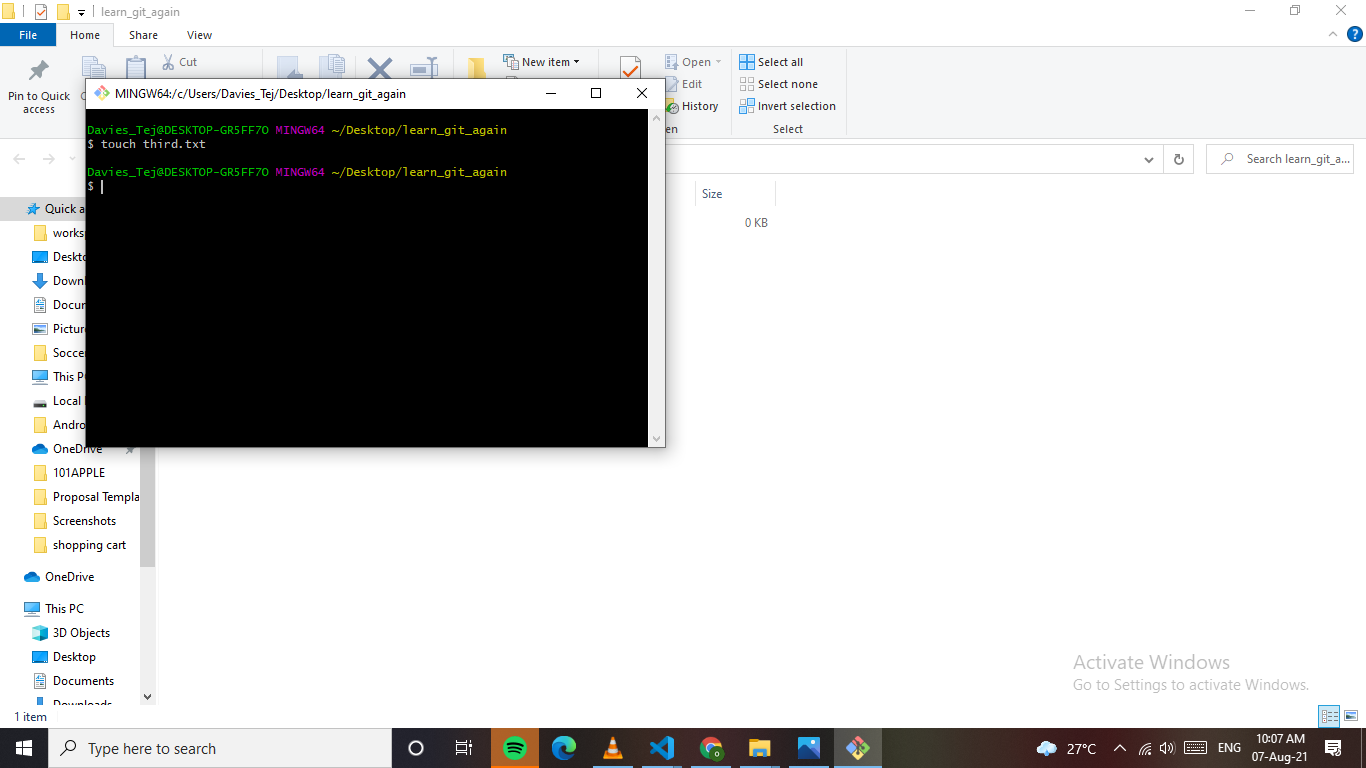 learn_git_again
File Home Share View
Pin to Quick access
Cut
New item
Open
Edit
History
Select all
Select none
Invert selection
Select
MINGW64:/c/Users/Davies_Tej/Desktop/learn_git_again
Davies_Tej@DESKTOP-GR5FF7O MINGW64 ~/Desktop/learn_git_again
$ touch third.txt
Davies_Tej@DESKTOP-GR5FF7O MINGW64 ~/Desktop/learn_git_again
$
Search learn_git_a...
Size
0 KB
Quick a
works
Deskto
Downl
Docum
Picture
Soccer
This P
Local
Andro
OneDrive
101APPLE
Proposal Templa
Screenshots
shopping cart
OneDrive
This PC
3D Objects
Desktop
Documents
Downloads
1 item
Activate Windows
Go to Settings to activate Windows.
Type here to search
27°C
ENG
10:07 AM
07-Aug-21